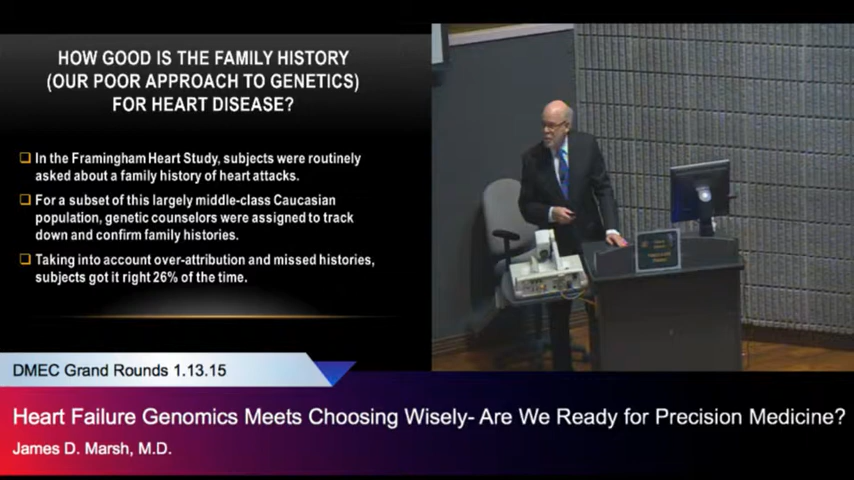 HOW GOOD IS THE FAMILY HISTORY
(OUR POOR APPROACH TO GENETICS)
FOR HEART DISEASE?
In the Framingham Heart Study, subjects were routinely
asked about a family history of heart attacks.
For a subset of this largely middle-class Caucasian
population, genetic counselors were assigned to track
down and confirm family histories.
Taking into account over-attribution and missed histories,
subjects got it right 26% of the time.
DMEC Grand Rounds 1.13.15
Heart Failure Genomics Meets Choosing Wisely- Are We Ready for Precision Medicine?
James D. Marsh, M.D.